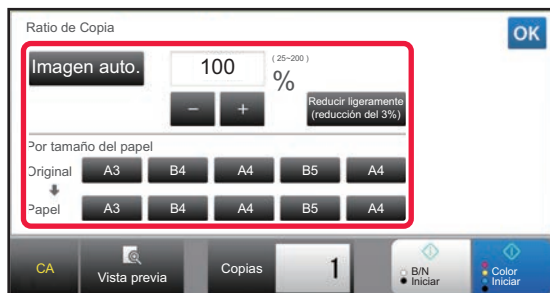 Ratio de Copia
OK
Imagen auto.
100
(25~200)
%
− +
Reducir ligeramente
(reducción del 3%)
Por tamaño del papel
Original A3 B4 A4 B5 A4
Papel A3 B4 A4 B5 A4
CA
Vista previa
Copias
1
B/N
Iniciar
Color
Iniciar